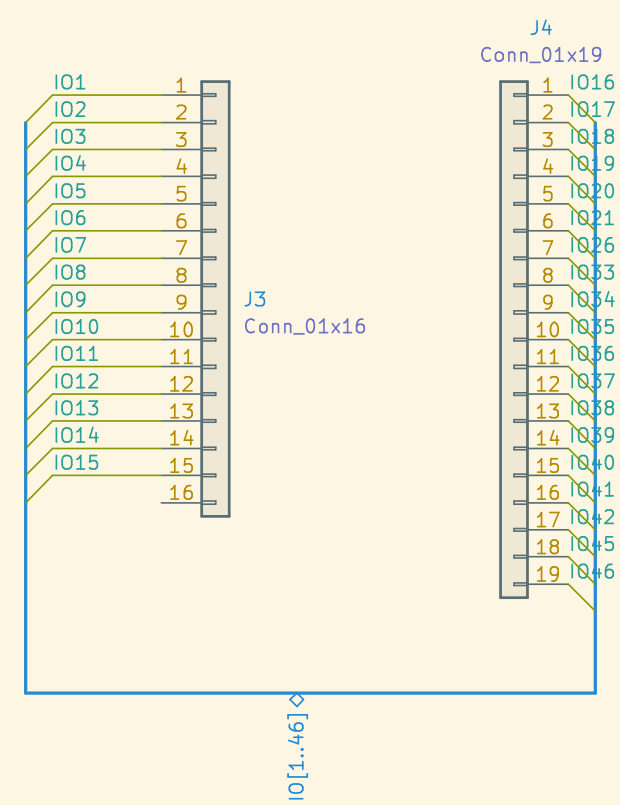 J4
Conn_01x19
IO1 1
IO2 2
IO3 3
IO4 4
IO5 5
IO6 6
IO7 7
IO8 8
IO9 9
IO10 10
IO11 11
IO12 12
IO13 13
IO14 14
IO15 15
16
J3
Conn_01x16
1 IO16
2 IO17
3 IO18
4 IO19
5 IO20
6 IO21
7 IO26
8 IO33
9 IO34
10 IO35
11 IO36
12 IO37
13 IO38
14 IO39
15 IO40
16 IO41
17 IO42
18 IO45
19 IO46
IO[1..46]